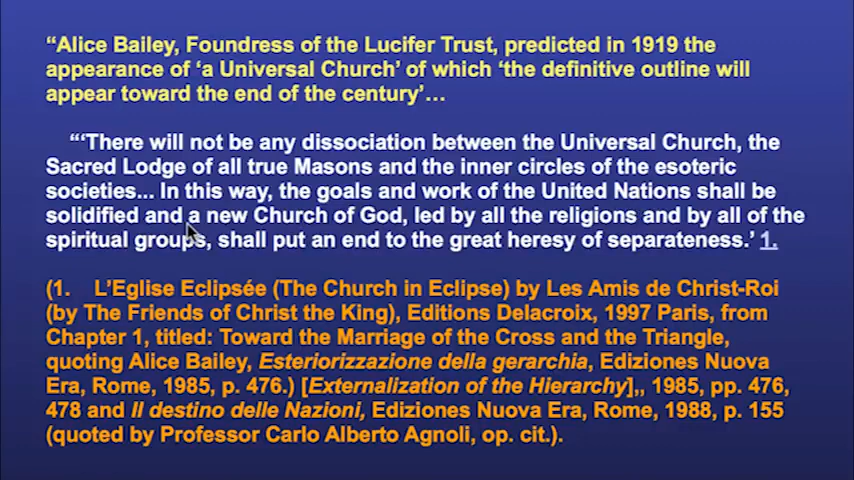 “Alice Bailey, Foundress of the Lucifer Trust, predicted in 1919 the
appearance of ‘a Universal Church’ of which ‘the definitive outline will
appear toward the end of the century’…
“‘There will not be any dissociation between the Universal Church, the
Sacred Lodge of all true Masons and the inner circles of the esoteric
societies... In this way, the goals and work of the United Nations shall be
solidified and a new Church of God, led by all the religions and by all of the
spiritual groups, shall put an end to the great heresy of separateness.’ 1.
(1. L’Eglise Eclipsée (The Church in Eclipse) by Les Amis de Christ-Roi
(by The Friends of Christ the King), Editions Delacroix, 1997 Paris, from
Chapter 1, titled: Toward the Marriage of the Cross and the Triangle,
quoting Alice Bailey, Esteriorizzazione della gerarchia, Ediziones Nuova
Era, Rome, 1985, p. 476.) [Externalization of the Hierarchy],, 1985, pp. 476,
478 and Il destino delle Nazioni, Ediziones Nuova Era, Rome, 1988, p. 155
(quoted by Professor Carlo Alberto Agnoli, op. cit.).